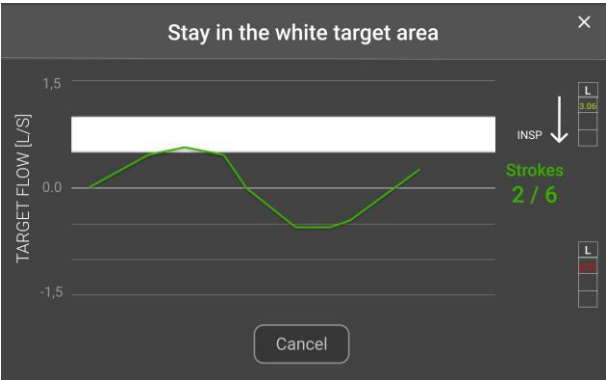 Stay in the white target area
×
1,5
L
3.06
INSP
TARGET FLOW [L/S]
Strokes
0.0
2 / 6
L
-1,5
Cancel